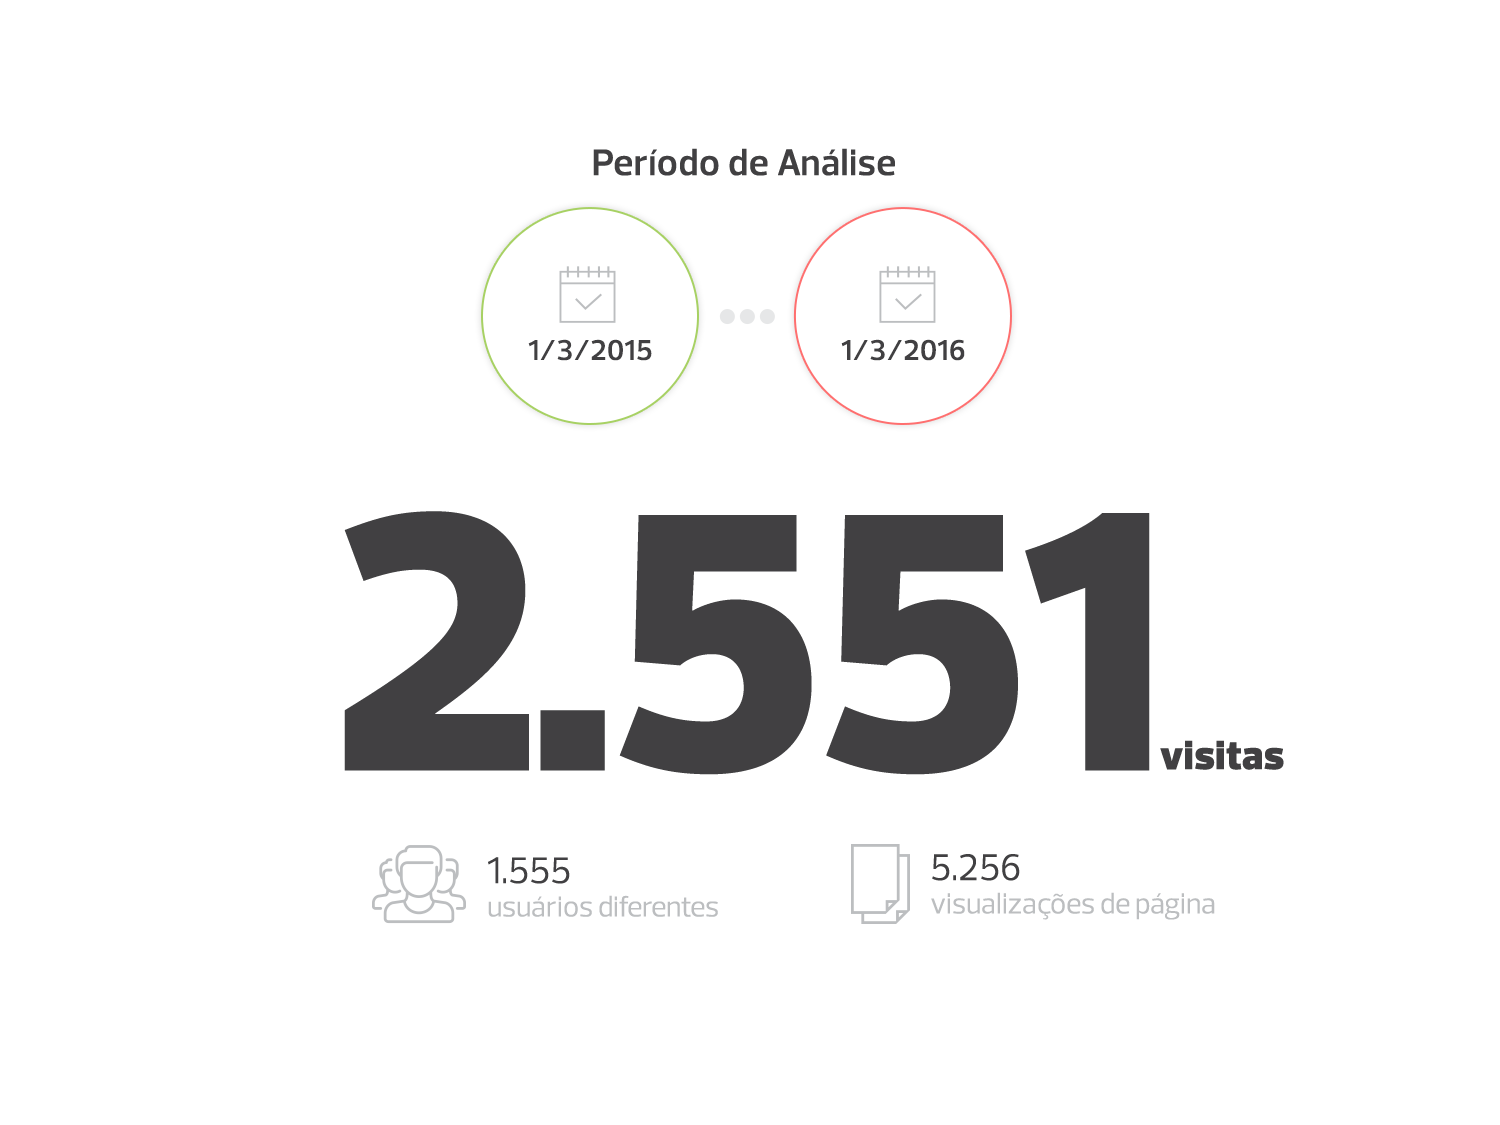 Período de Análise
1/3/2015
1/3/2016
2.551 visitas
1.555
usuários diferentes
5.256
visualizações de página